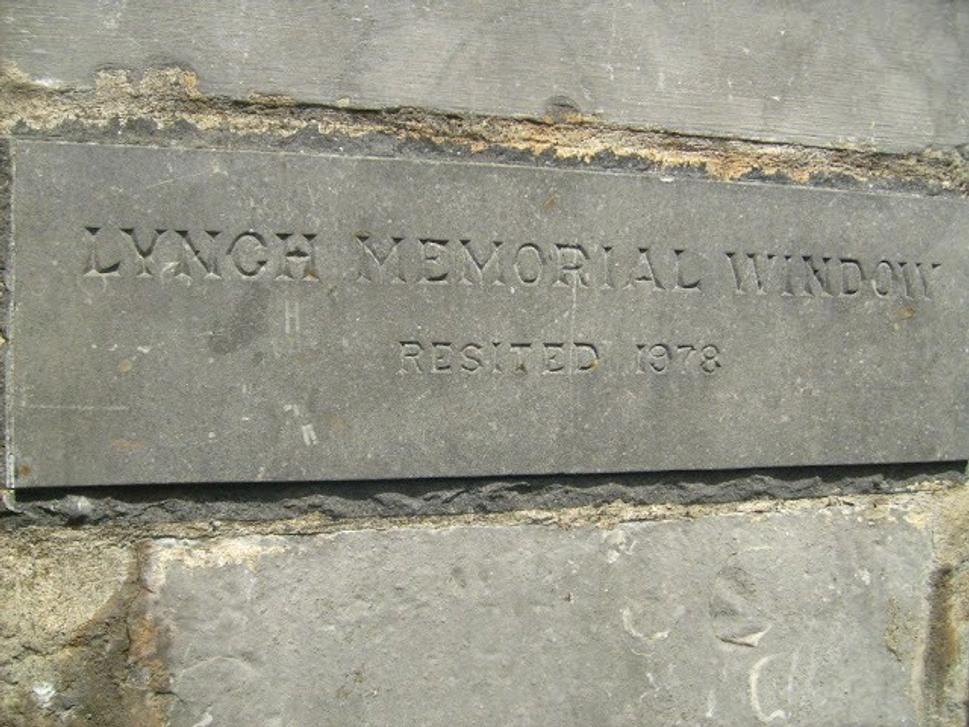 LYNCH MEMORIAL WINDOW
RESITED 1978